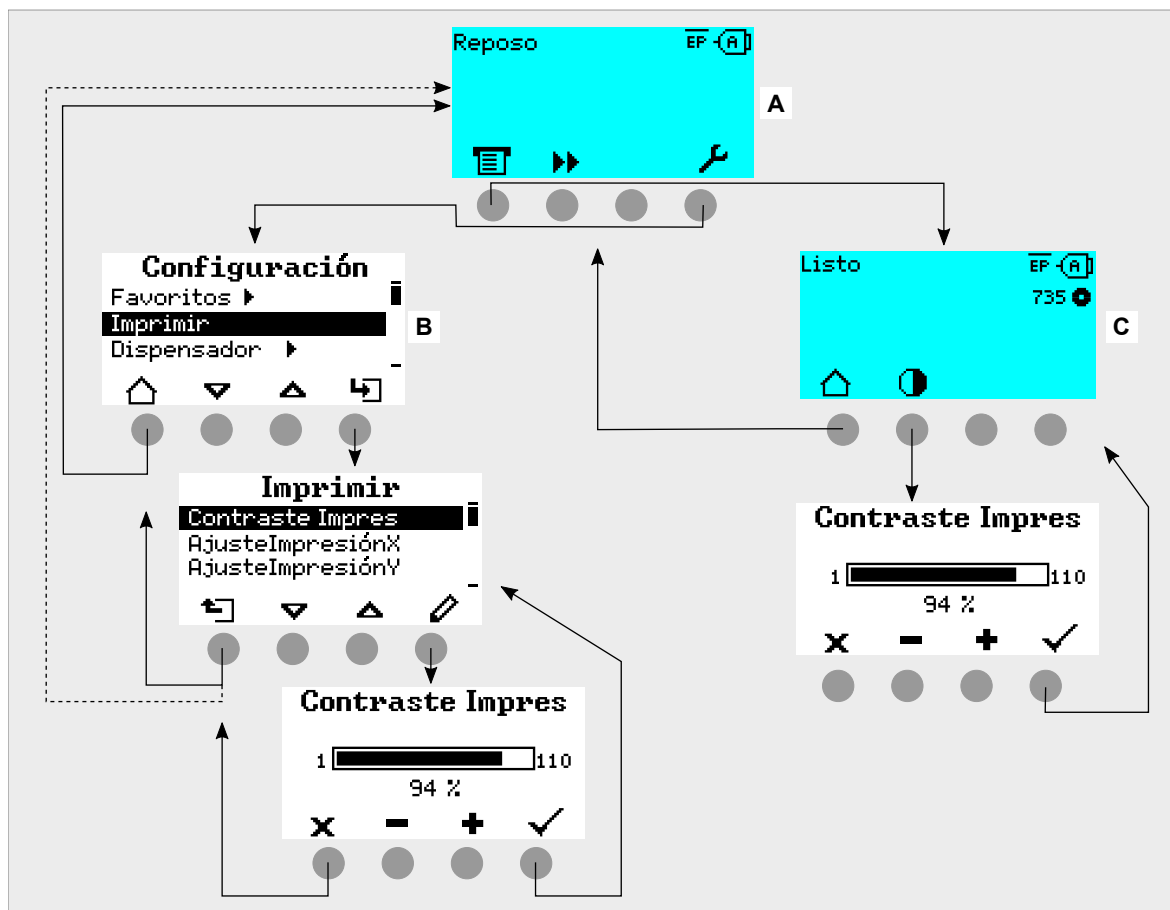 Reposo EP A
A
Configuración
Favoritos
Imprimir
Dispensador
B
Listo EP A
735
C
Imprimir
Contraste Impres
AjusteImpresiónX
AjusteImpresiónY
Contraste Impres
1 110
94 %
Contraste Impres
1 110
94 %